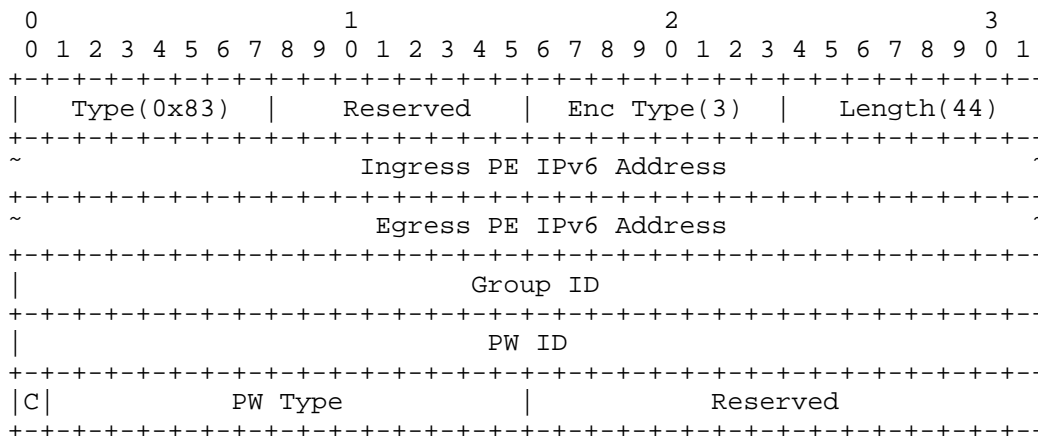 0                   1                   2                   3
 0 1 2 3 4 5 6 7 8 9 0 1 2 3 4 5 6 7 8 9 0 1 2 3 4 5 6 7 8 9 0 1
+-+-+-+-+-+-+-+-+-+-+-+-+-+-+-+-+-+-+-+-+-+-+-+-+-+-+-+-+-+-+-+--
|   Type(0x83)  |    Reserved   |  Enc Type(3)  |   Length(44)
+-+-+-+-+-+-+-+-+-+-+-+-+-+-+-+-+-+-+-+-+-+-+-+-+-+-+-+-+-+-+-+--
~                     Ingress PE IPv6 Address                   ~
+-+-+-+-+-+-+-+-+-+-+-+-+-+-+-+-+-+-+-+-+-+-+-+-+-+-+-+-+-+-+-+--
~                      Egress PE IPv6 Address                   ~
+-+-+-+-+-+-+-+-+-+-+-+-+-+-+-+-+-+-+-+-+-+-+-+-+-+-+-+-+-+-+-+--
|                            Group ID
+-+-+-+-+-+-+-+-+-+-+-+-+-+-+-+-+-+-+-+-+-+-+-+-+-+-+-+-+-+-+-+--
|                             PW ID
+-+-+-+-+-+-+-+-+-+-+-+-+-+-+-+-+-+-+-+-+-+-+-+-+-+-+-+-+-+-+-+--
|C|           PW Type           |           Reserved
+-+-+-+-+-+-+-+-+-+-+-+-+-+-+-+-+-+-+-+-+-+-+-+-+-+-+-+-+-+-+-+--